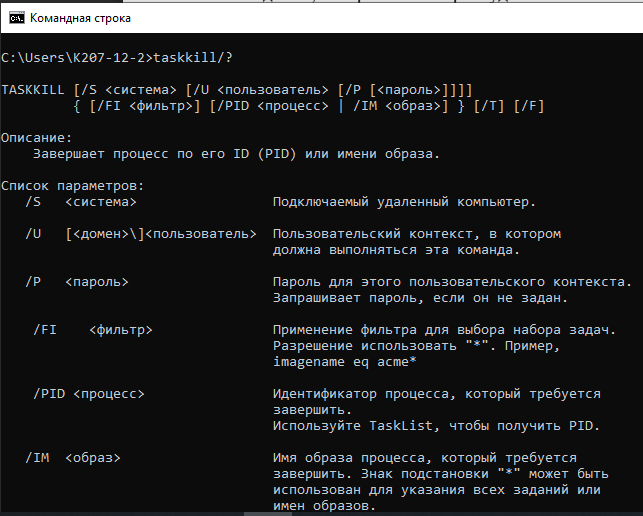 Командная строка
C:\Users\K207-12-2>taskkill/?
TASKKILL [/S <система> [/U <пользователь> [/P [<пароль>]]]]
{ [/FI <фильтр>] [/PID <процесс> | /IM <образ>] } [/T] [/F]
Описание:
Завершает процесс по его ID (PID) или имени образа.
Список параметров:
/S <система> Подключаемый удаленный компьютер.
/U [<домен>\]<пользователь> Пользовательский контекст, в котором
должна выполняться эта команда.
/P <пароль> Пароль для этого пользовательского контекста.
Запрашивает пароль, если он не задан.
/FI <фильтр> Применение фильтра для выбора набора задач.
Разрешение использовать "*". Пример,
imagename eq acme*
/PID <процесс> Идентификатор процесса, который требуется
завершить.
Используйте TaskList, чтобы получить PID.
/IM <образ> Имя образа процесса, который требуется
завершить. Знак подстановки "*" может быть
использован для указания всех заданий или
имен образов.